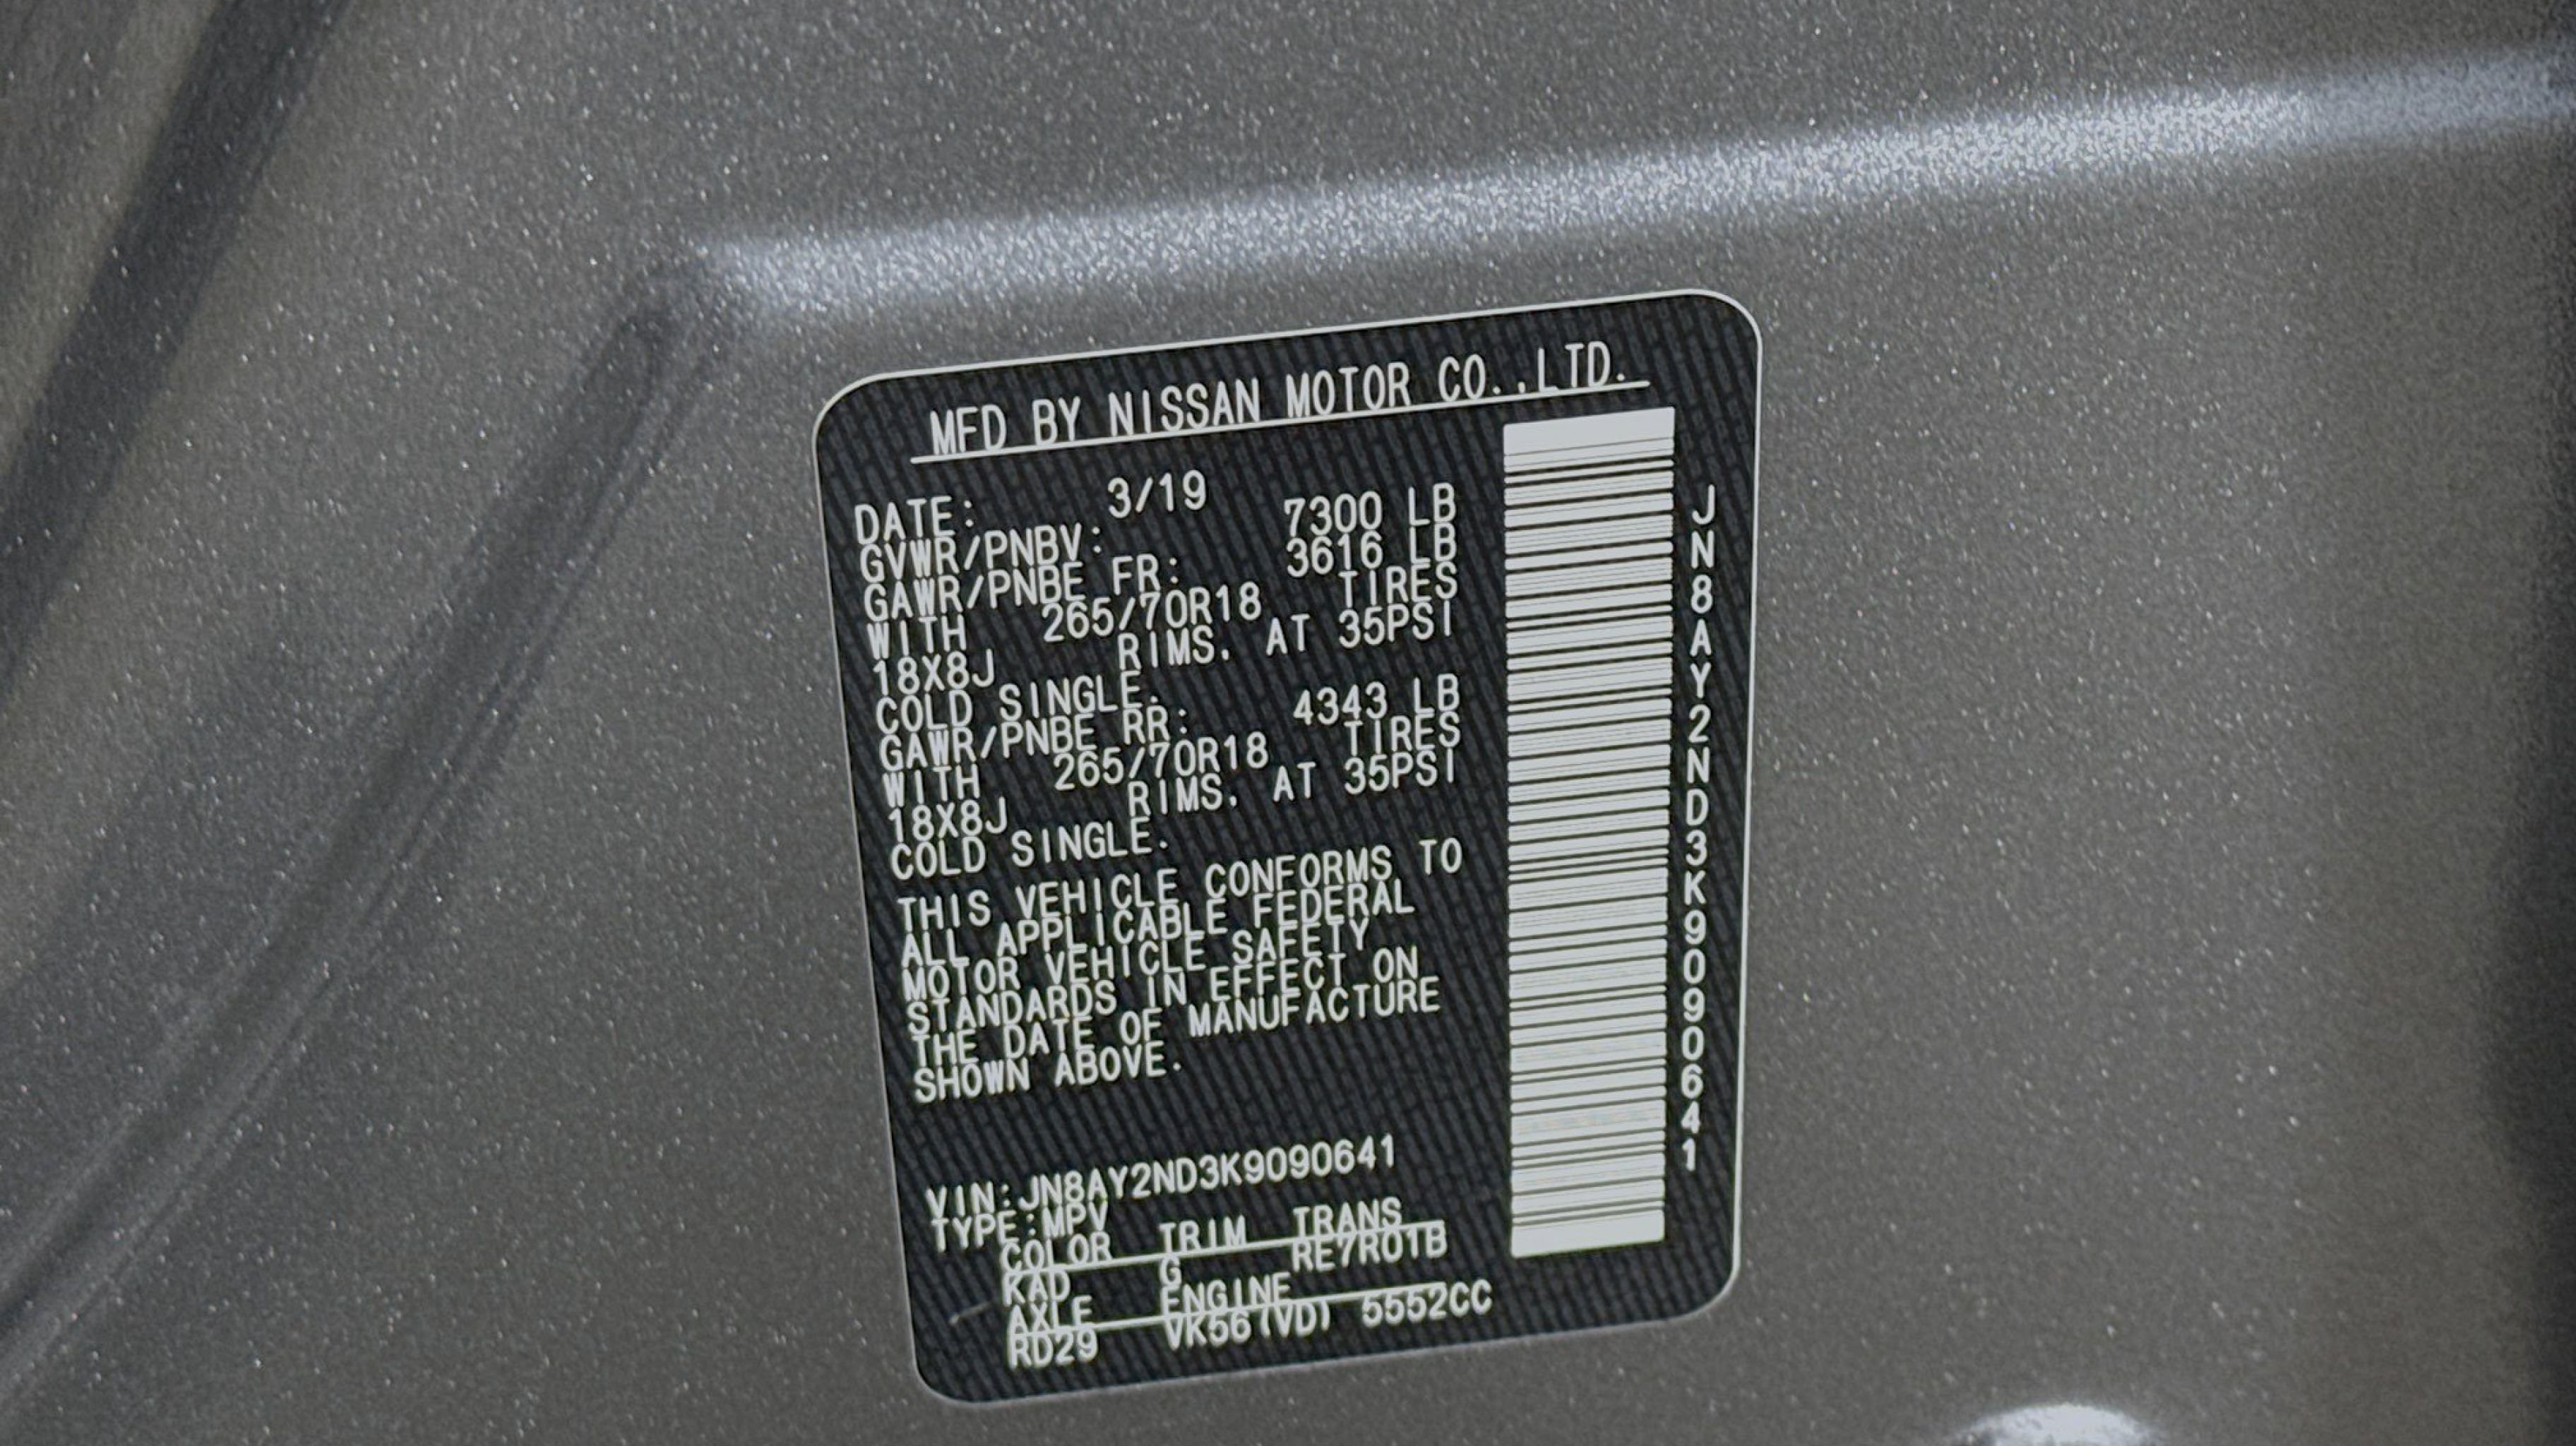 MFD BY NISSAN MOTOR CO.,LTD.
DATE: 3/19
GVWR/PNBV: 7300 LB
GAWR/PNBE FR: 3616 LB
WITH 265/70R18 TIRES
18X8J RIMS. AT 35PSI
COLD SINGLE.
GAWR/PNBE RR: 4343 LB
WITH 265/70R18 TIRES
18X8J RIMS. AT 35PSI
COLD SINGLE.
THIS VEHICLE CONFORMS TO
ALL APPLICABLE FEDERAL
MOTOR VEHICLE SAFETY
STANDARDS IN EFFECT ON
THE DATE OF MANUFACTURE
SHOWN ABOVE.
VIN:JN8AY2ND3K9090641
TYPE:MPV
COLOR TRIM TRANS
KAD G RE7R01B
AXLE ENGINE
RD29 VK56(VD) 5552CC
JN8AY2ND3K9090641